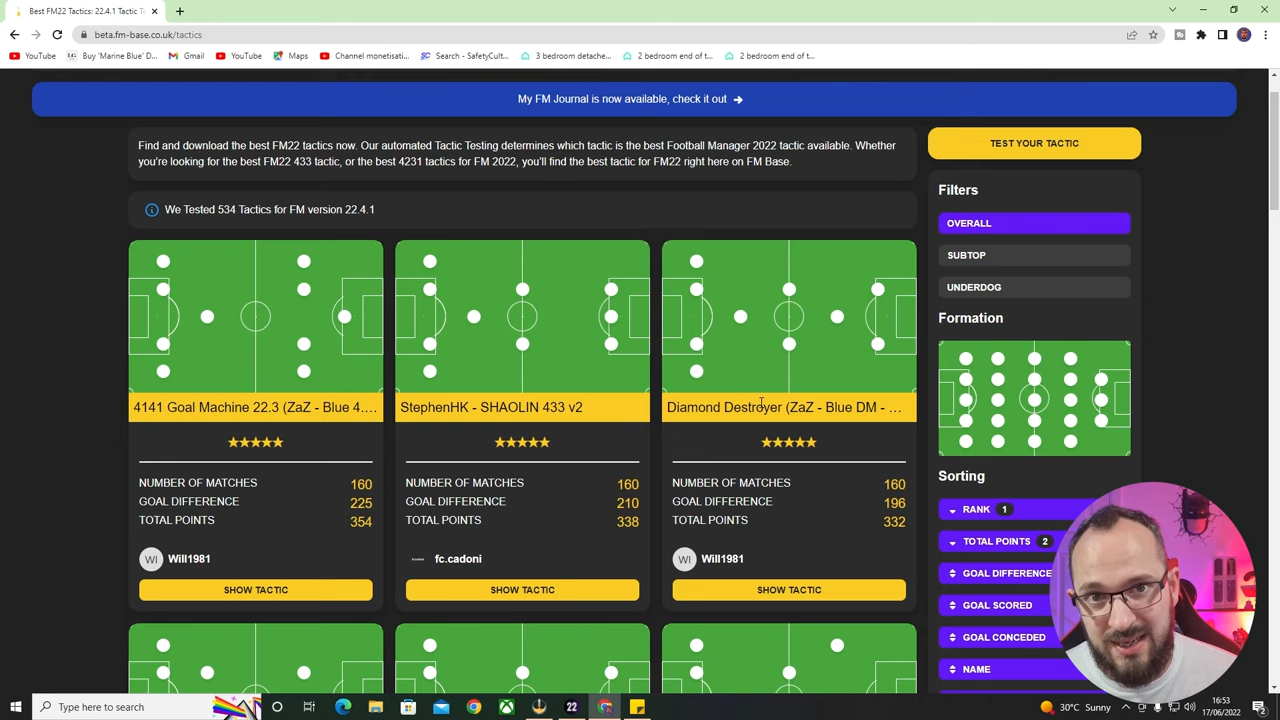 Best FM22 Tactics: 22.4.1 Tactic Te
beta.fm-base.co.uk/tactics
YouTube
Buy 'Marine Blue' D...
Gmail
YouTube
Maps
Channel monetisati...
Search - SafetyCult...
3 bedroom detache...
2 bedroom end of t...
2 bedroom end of t...
My FM Journal is now available, check it out
Find and download the best FM22 tactics now. Our automated Tactic Testing determines which tactic is the best Football Manager 2022 tactic available. Whether
you're looking for the best FM22 433 tactic, or the best 4231 tactics for FM 2022, you'll find the best tactic for FM22 right here on FM Base.
TEST YOUR TACTIC
We Tested 534 Tactics for FM version 22.4.1
Filters
OVERALL
SUBTOP
UNDERDOG
Formation
4141 Goal Machine 22.3 (ZaZ - Blue 4....
NUMBER OF MATCHES 160
GOAL DIFFERENCE 225
TOTAL POINTS 354
WI Will1981
SHOW TACTIC
StephenHK - SHAOLIN 433 v2
NUMBER OF MATCHES 160
GOAL DIFFERENCE 210
TOTAL POINTS 338
fc.cadoni
SHOW TACTIC
Diamond Destroyer (ZaZ - Blue DM - ...
NUMBER OF MATCHES 160
GOAL DIFFERENCE 196
TOTAL POINTS 332
WI Will1981
SHOW TACTIC
Sorting
RANK 1
TOTAL POINTS 2
GOAL DIFFERENCE
GOAL SCORED
GOAL CONCEDED
NAME
Type here to search
22
30°C Sunny
16:53
17/06/2022
2